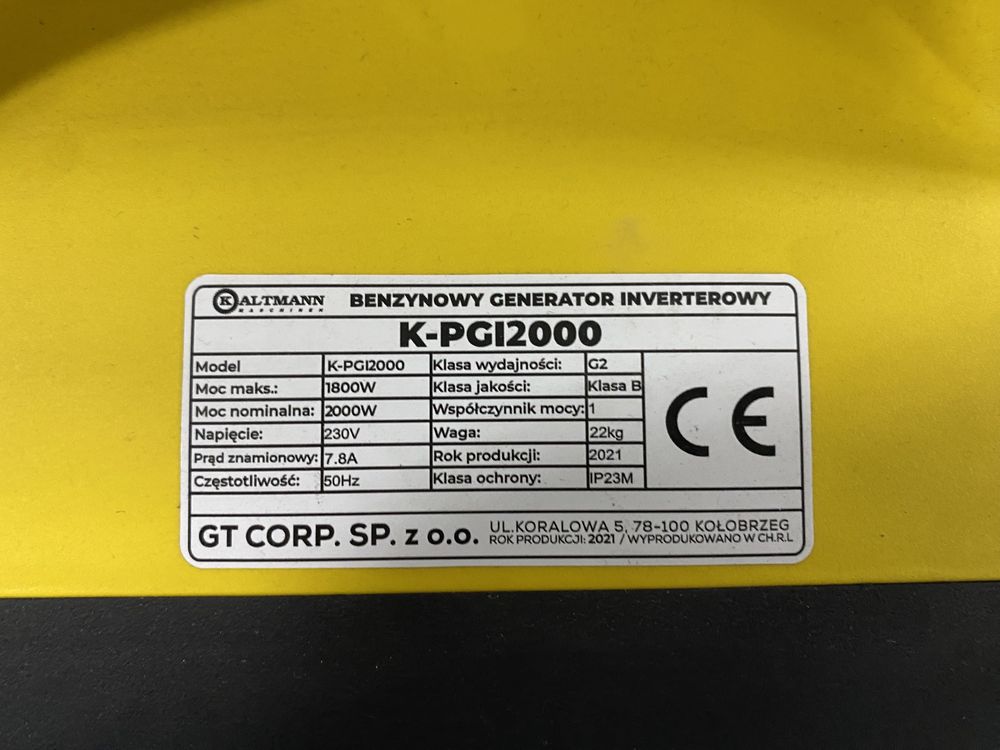 KALTMANN BENZYNOWY GENERATOR INVERTEROWY
MASCHINEN
K-PGI2000
Model K-PGI2000 Klasa wydajności: G2
Moc maks.: 1800W Klasa jakości: Klasa B
Moc nominalna: 2000W Współczynnik mocy: 1
Napięcie: 230V Waga: 22kg
Prąd znamionowy: 7.8A Rok produkcji: 2021
Częstotliwość: 50Hz Klasa ochrony: IP23M
CE
GT CORP. SP. z o.o. UL.KORALOWA 5, 78-100 KOŁOBRZEG
ROK PRODUKCJI: 2021 / WYPRODUKOWANO W CH.R.L